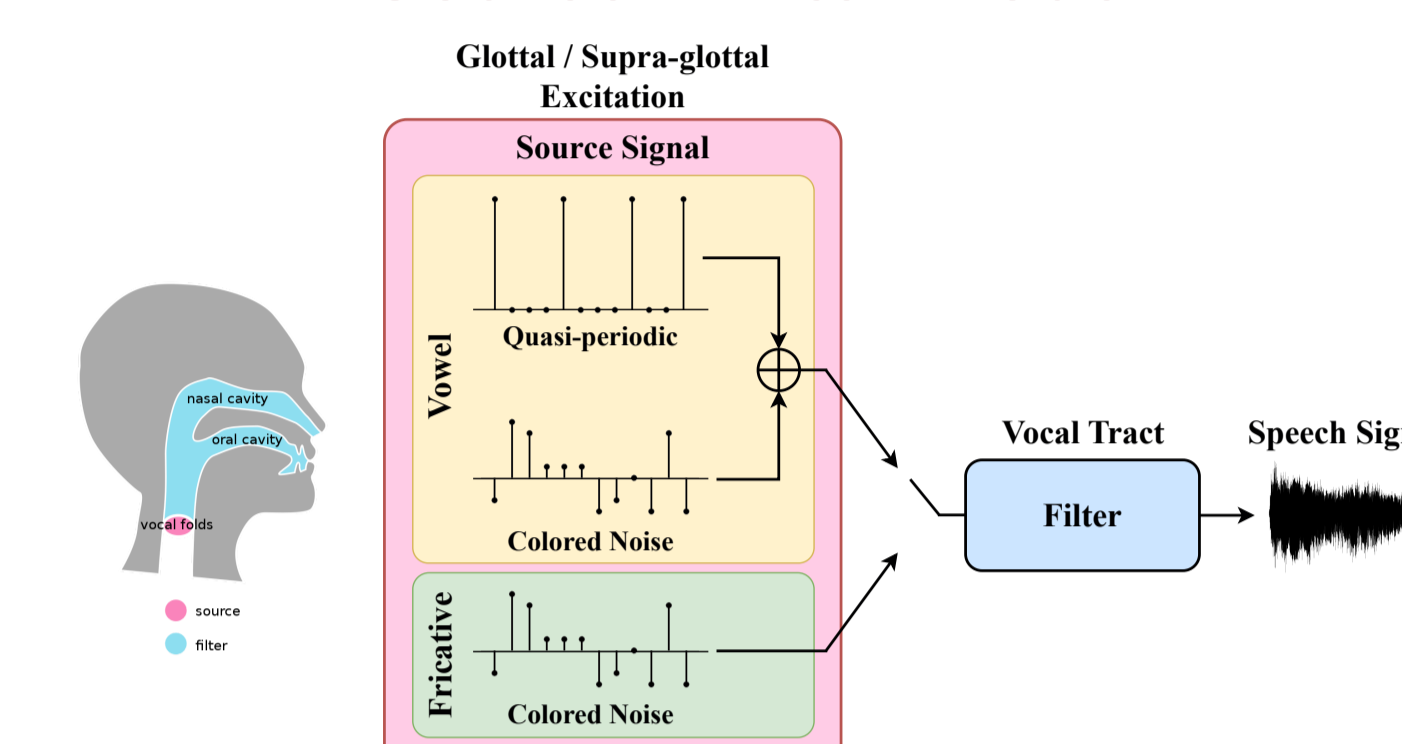 Glottal / Supra-glottal
Excitation
Source Signal
Vowel
Quasi-periodic
Colored Noise
Fricative
Colored Noise
nasal cavity
oral cavity
vocal folds
source
filter
Vocal Tract
Filter
Speech